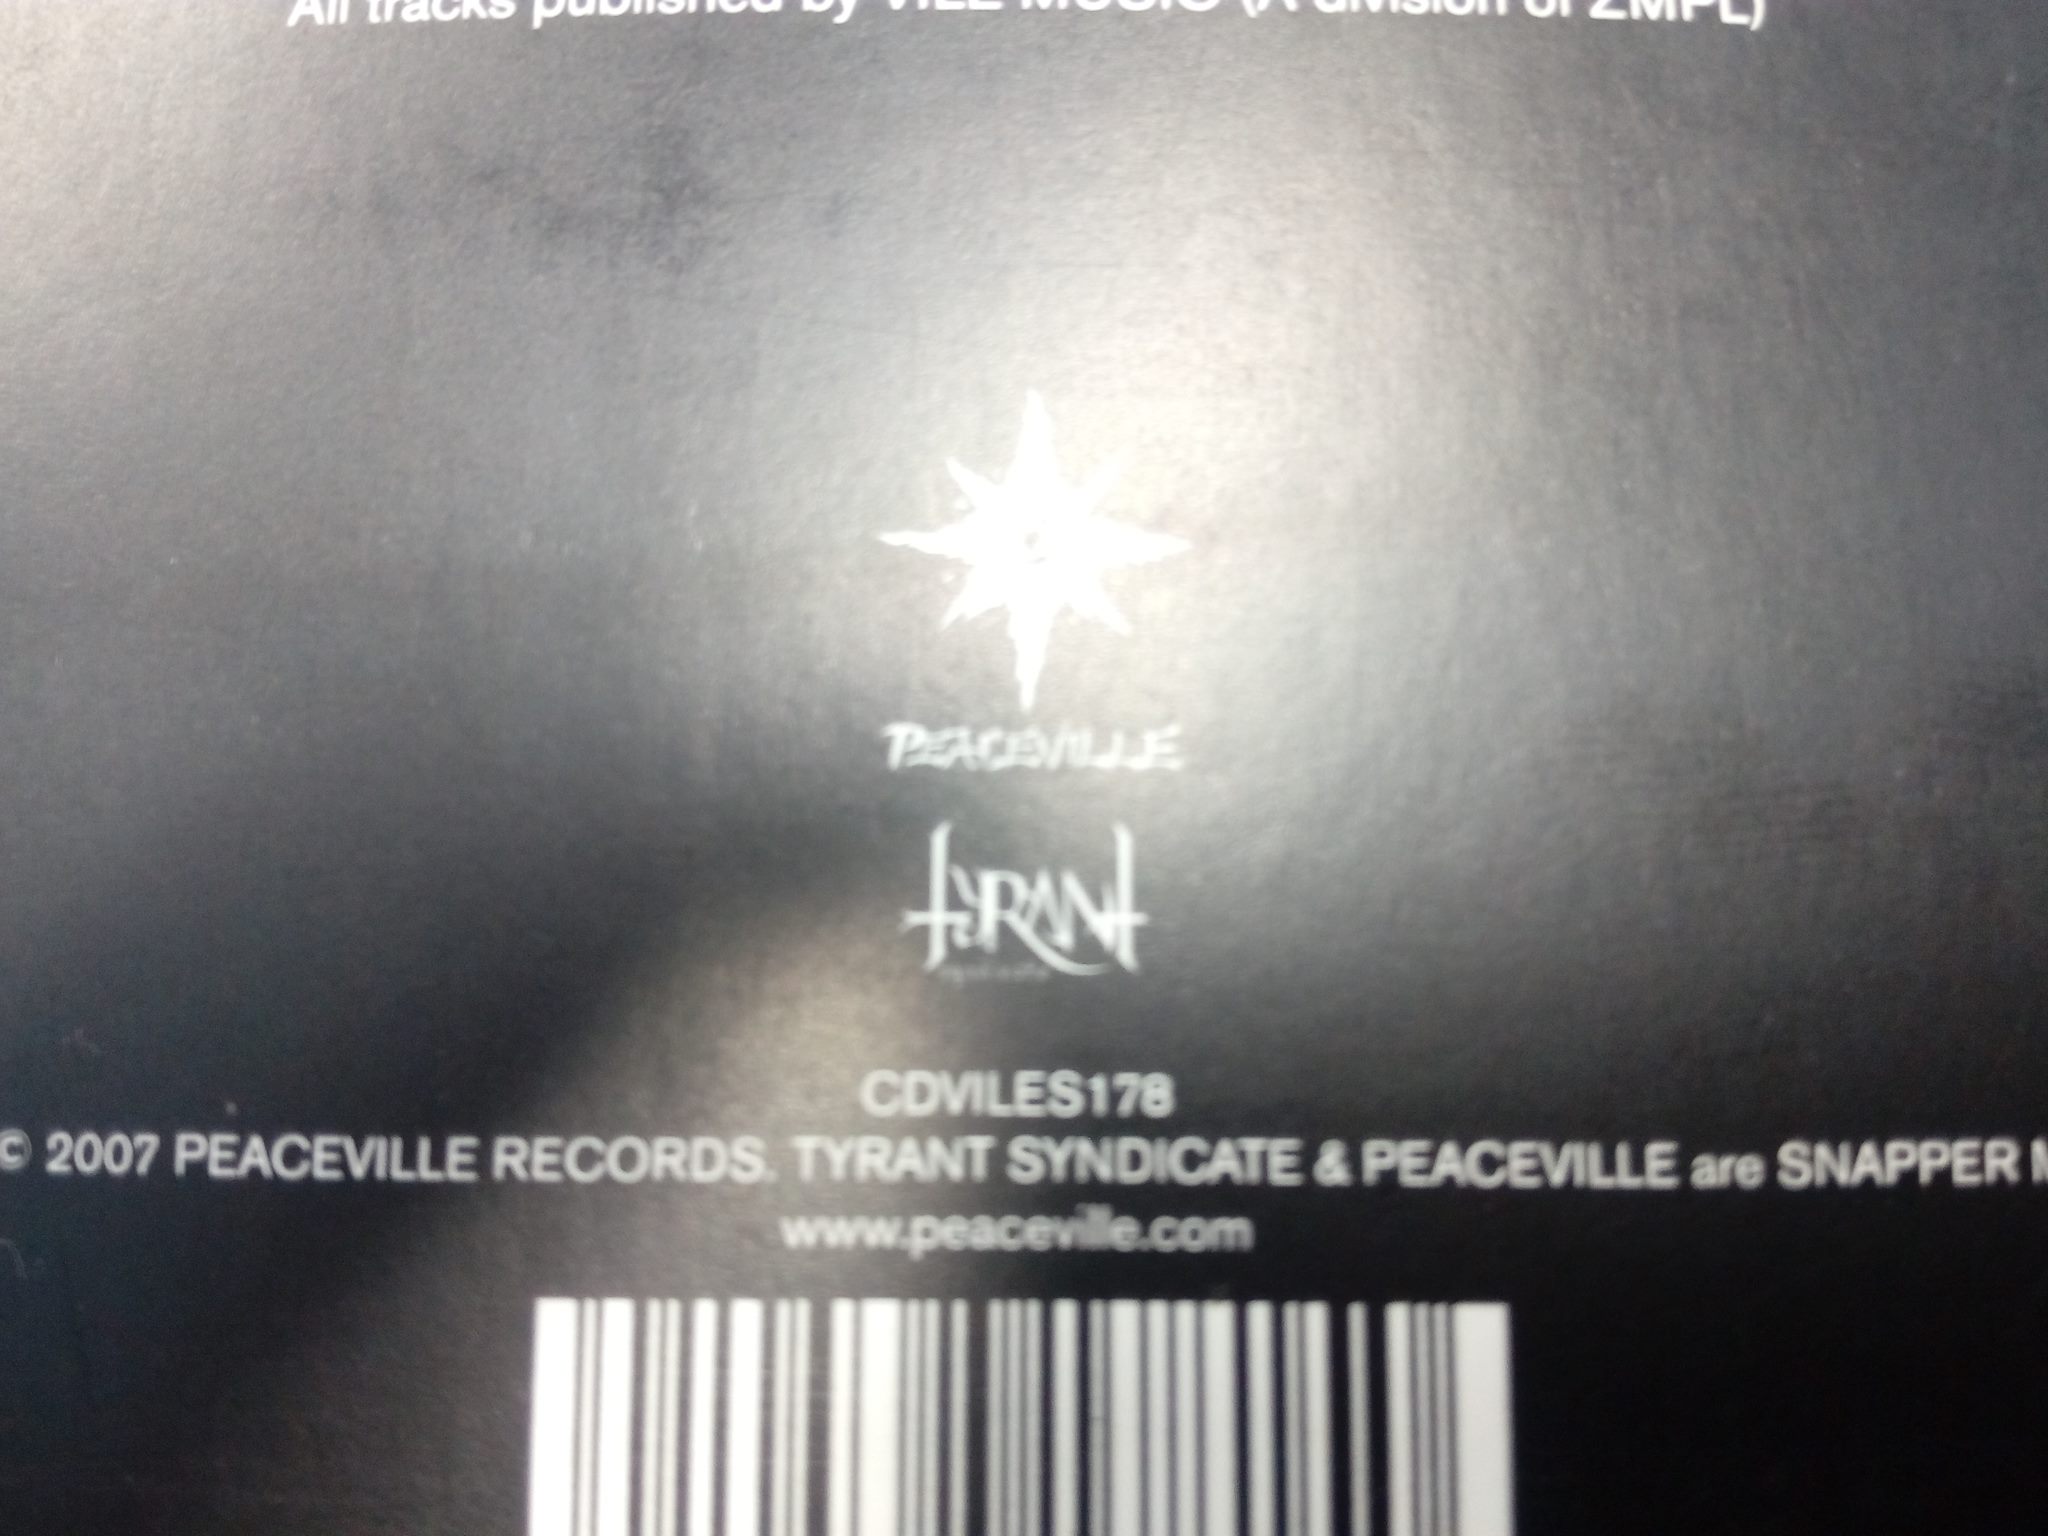 All tracks published by VILE MUSIC (A division of ZMPL)
PEACEVILLE
tYRANt
CDVILES178
© 2007 PEACEVILLE RECORDS. TYRANT SYNDICATE & PEACEVILLE are SNAPPER M
www.peaceville.com